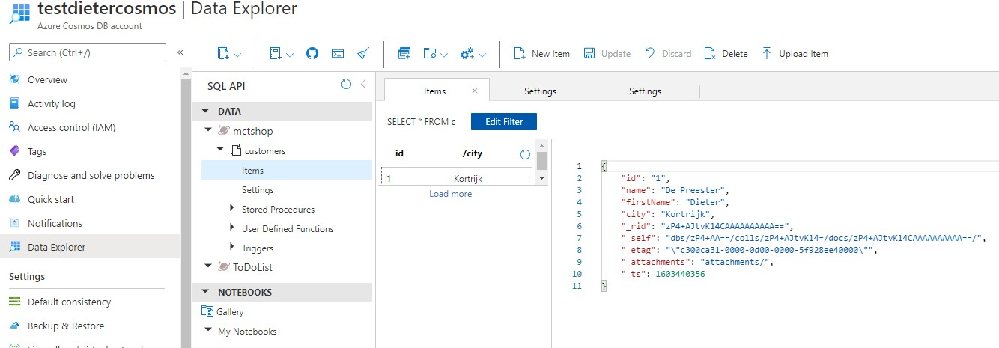 testdietercosmos | Data Explorer
Azure Cosmos DB account
Search (Ctrl+/)
«
Overview
Activity log
Access control (IAM)
Tags
Diagnose and solve problems
Quick start
Notifications
Data Explorer
Settings
Default consistency
Backup & Restore
New Item
Update
Discard
Delete
Upload Item
SQL API
DATA
mctshop
customers
Items
Settings
Stored Procedures
User Defined Functions
Triggers
ToDoList
NOTEBOOKS
Gallery
My Notebooks
Items
Settings
Settings
SELECT * FROM c
Edit Filter
id /city
1 Kortrijk
Load more
1 {
2 "id": "1",
3 "name": "De Preester",
4 "firstName": "Dieter",
5 "city": "Kortrijk",
6 "_rid": "zP4+AJtvK14CAAAAAAAAAA==",
7 "_self": "dbs/zP4+AA==/colls/zP4+AJtvK14=/docs/zP4+AJtvK14CAAAAAAAAAA==/",
8 "_etag": "\"c300ca31-0000-0d00-0000-5f928ee40000\"",
9 "_attachments": "attachments/",
10 "_ts": 1603440356
11 }